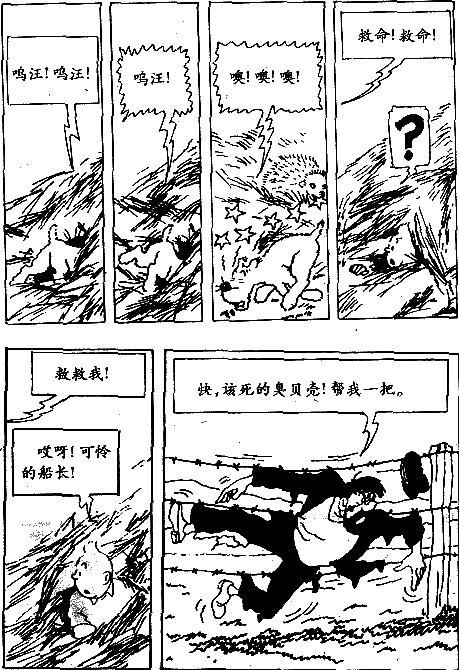 呜汪！呜汪！
呜汪！
噢！噢！噢！
救命！救命！
?
救救我！
哎呀！可怜
的船长！
快，该死的臭贝壳！帮我一把。